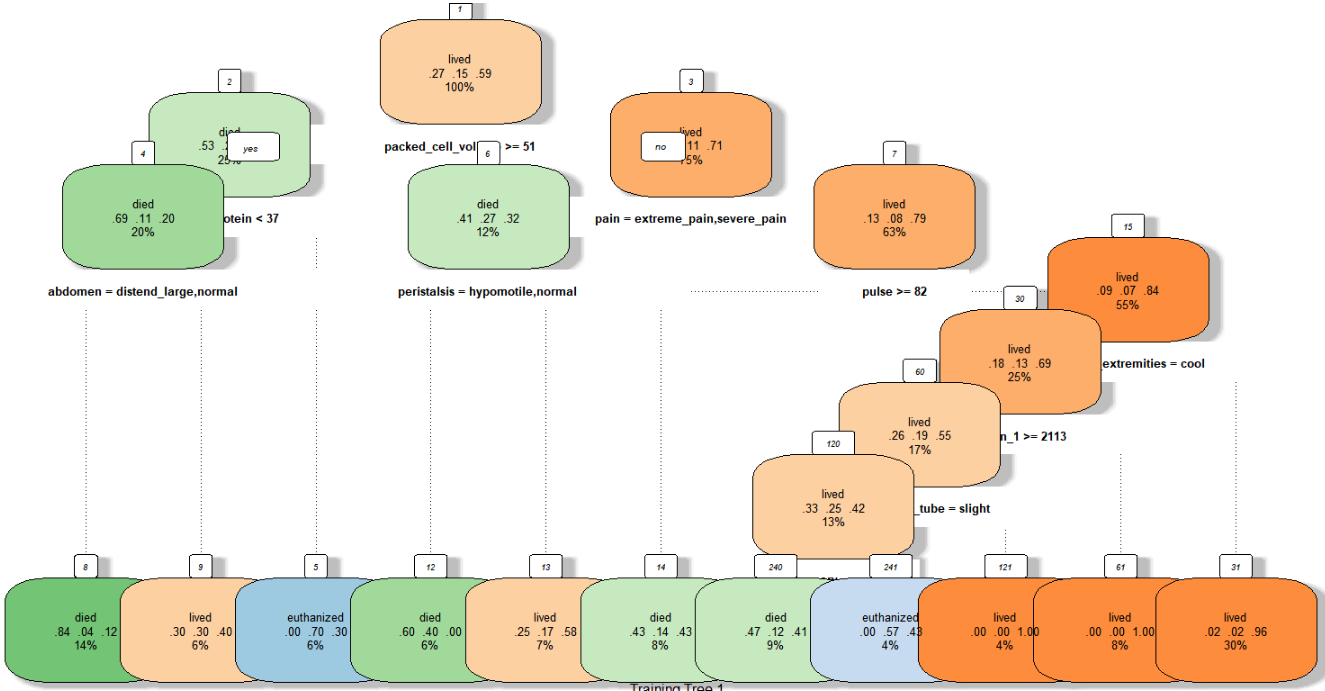 1
lived
.27 .15 .59
100%
2
3
died
.53
25%
yes
packed_cell_vol >= 51
no
lived
11 .71
75%
4
died
.69 .11 .20
20%
otein < 37
6
died
.41 .27 .32
12%
pain = extreme_pain,severe_pain
7
lived
.13 .08 .79
63%
15
lived
.09 .07 .84
55%
abdomen = distend_large,normal
peristalsis = hypomotile,normal
pulse >= 82
30
lived
.18 .13 .69
25%
_extremities = cool
60
lived
.26 .19 .55
17%
n_1 >= 2113
120
lived
.33 .25 .42
13%
_tube = slight
8
9
5
12
13
14
240
241
121
61
31
died
.84 .04 .12
14%
lived
.30 .30 .40
6%
euthanized
.00 .70 .30
6%
died
.60 .40 .00
6%
lived
.25 .17 .58
7%
died
.43 .14 .43
8%
died
.47 .12 .41
9%
euthanized
.00 .57 .43
4%
lived
.00 .00 1.00
4%
lived
.00 .00 1.00
8%
lived
.02 .02 .96
30%
Training Tree 1